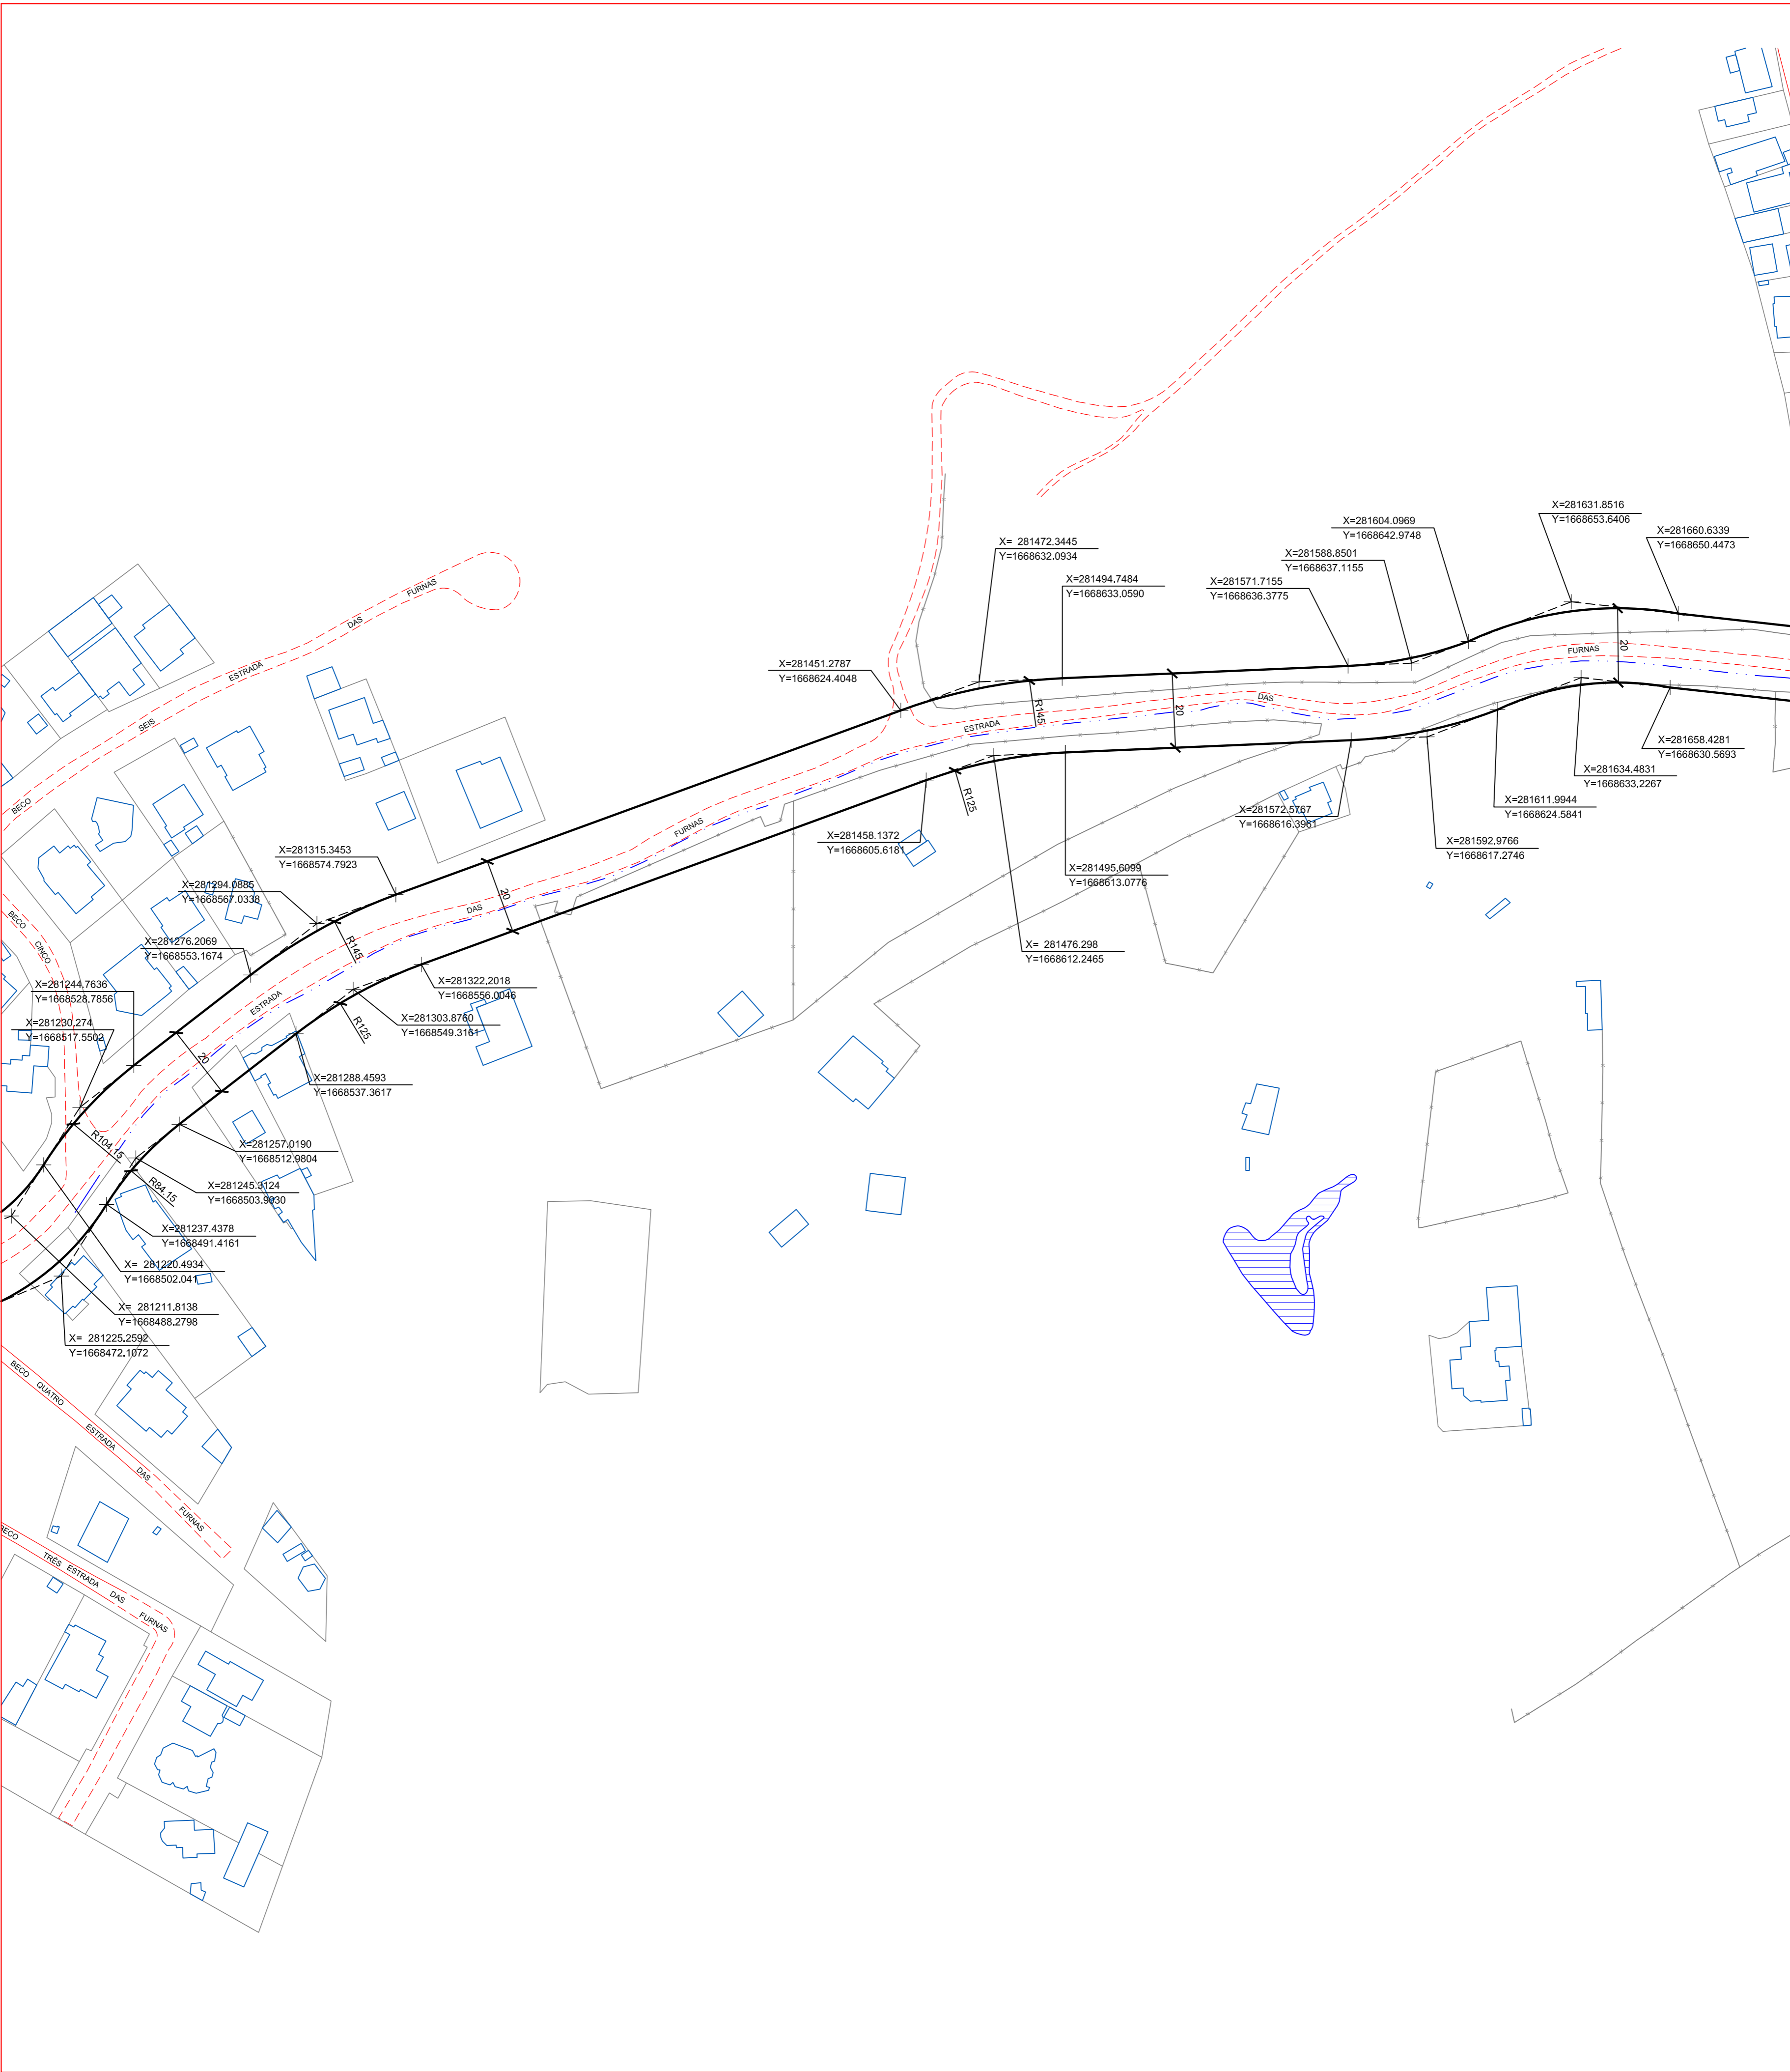 X=281631.8516
Y=1668653.6406
X=281604.0969
Y=1668642.9748
X=281660.6339
Y=1668650.4473
X= 281472.3445
Y=1668632.0934
X=281588.8501
Y=1668637.1155
X=281494.7484
Y=1668633.0590
X=281571.7155
Y=1668636.3775
X=281451.2787
Y=1668624.4048
20
FURNAS
DAS
ESTRADA
R145
20
R125
X=281658.4281
Y=1668630.5693
X=281634.4831
Y=1668633.2267
X=281611.9944
Y=1668624.5841
X=281572.5767
Y=1668616.3961
X=281592.9766
Y=1668617.2746
X=281458.1372
Y=1668605.6181
X=281495.6099
Y=1668613.0776
X= 281476.298
Y=1668612.2465
BECO SEIS ESTRADA DAS FURNAS
X=281315.3453
Y=1668574.7923
X=281294.0885
Y=1668567.0338
X=281276.2069
Y=1668553.1674
X=281244.7636
Y=1668528.7856
X=281230.274
Y=1668517.5502
BECO CINCO
ESTRADA DAS FURNAS
20
R145
R125
20
X=281322.2018
Y=1668556.0046
X=281303.8760
Y=1668549.3161
X=281288.4593
Y=1668537.3617
X=281257.0190
Y=1668512.9804
R104.15
R84.15
X=281245.3124
Y=1668503.9030
X=281237.4378
Y=1668491.4161
X= 281220.4934
Y=1668502.041
X= 281211.8138
Y=1668488.2798
X= 281225.2592
Y=1668472.1072
BECO QUATRO ESTRADA DAS FURNAS
BECO TRÊS ESTRADA DAS FURNAS